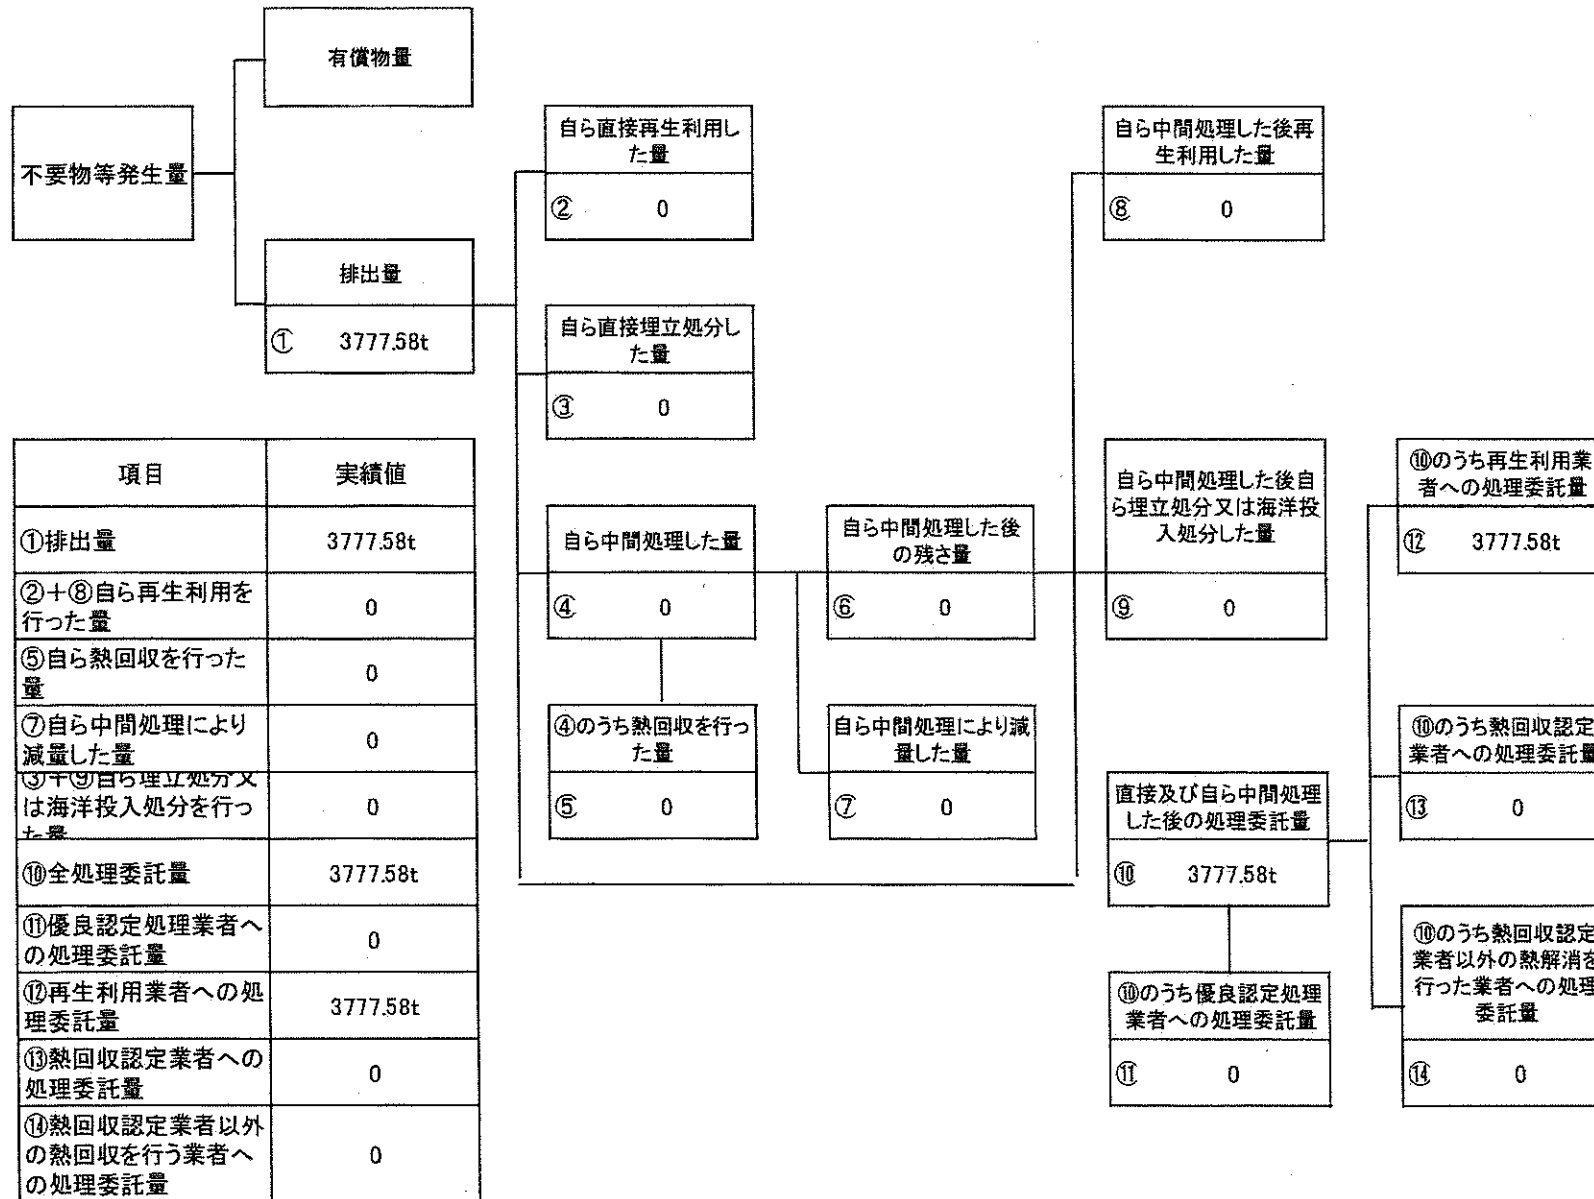 有償物量
不要物等発生量
排出量
① 3777.58t
自ら直接再生利用し
た量
② 0
自ら直接埋立処分し
た量
③ 0
自ら中間処理した量
④ 0
④のうち熱回収を行っ
た量
⑤ 0
自ら中間処理した後
の残さ量
⑥ 0
自ら中間処理により減
量した量
⑦ 0
自ら中間処理した後再
生利用した量
⑧ 0
自ら中間処理した後自
ら埋立処分又は海洋投
入処分した量
⑨ 0
直接及び自ら中間処理
した後の処理委託量
⑩ 3777.58t
⑩のうち優良認定処理
業者への処理委託量
⑪ 0
⑩のうち再生利用業
者への処理委託量
⑫ 3777.58t
⑩のうち熱回収認定
業者への処理委託量
⑬ 0
⑩のうち熱回収認定
業者以外の熱解消を
行った業者への処理
委託量
⑭ 0
項目 実績値
①排出量 3777.58t
②＋⑧自ら再生利用を
行った量 0
⑤自ら熱回収を行った
量 0
⑦自ら中間処理により
減量した量 0
③＋⑨自ら埋立処分又
は海洋投入処分を行っ
た量 0
⑩全処理委託量 3777.58t
⑪優良認定処理業者へ
の処理委託量 0
⑫再生利用業者への処
理委託量 3777.58t
⑬熱回収認定業者への
処理委託量 0
⑭熱回収認定業者以外
の熱回収を行う業者へ
の処理委託量 0